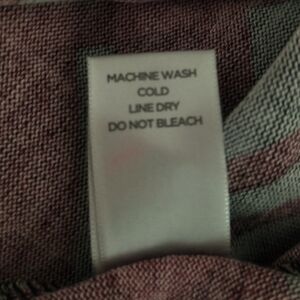 MACHINE WASH
COLD
LINE DRY
DO NOT BLEACH